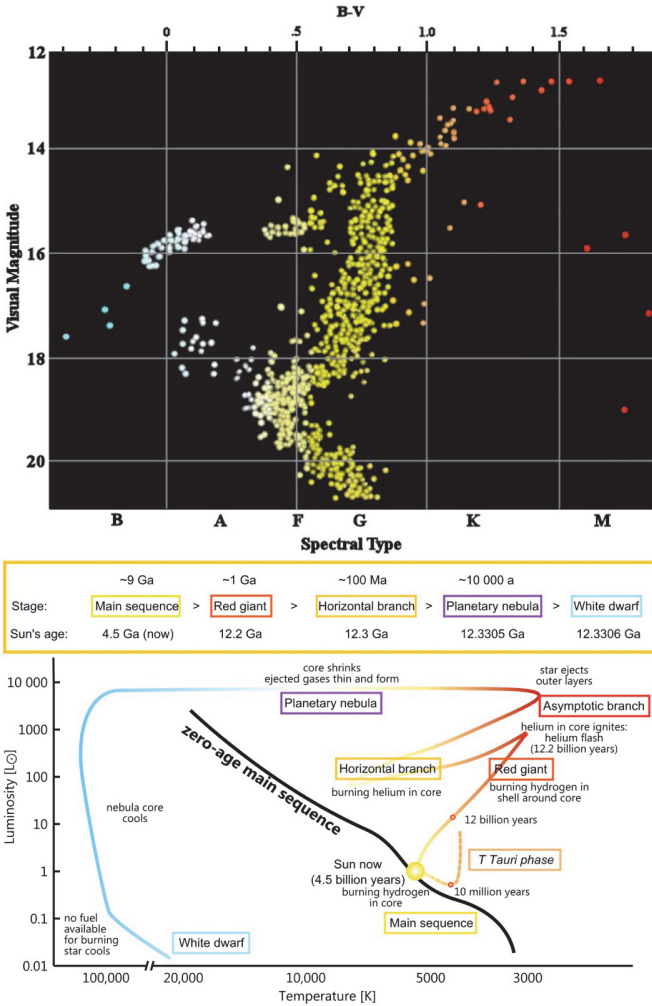 B-V
0 .5 1.0 1.5
12
14
16
18
20
Visual Magnitude
B A F G K M
Spectral Type
~9 Ga ~1 Ga ~100 Ma ~10 000 a
Stage: Main sequence > Red giant > Horizontal branch > Planetary nebula > White dwarf
Sun's age: 4.5 Ga (now) 12.2 Ga 12.3 Ga 12.3305 Ga 12.3306 Ga
core shrinks
ejected gases thin and form
Planetary nebula
star ejects
outer layers
Asymptotic branch
helium in core ignites:
helium flash
(12.2 billion years)
zero-age main sequence
Horizontal branch
burning helium in core
Red giant
burning hydrogen in
shell around core
nebula core
cools
12 billion years
T Tauri phase
Sun now
(4.5 billion years)
burning hydrogen
in core
10 million years
Main sequence
no fuel
available
for burning
star cools
White dwarf
Luminosity [L☉]
10 000
1000
100
10
1
0.1
0.01
100,000 20,000 10,000 5000 3000
Temperature [K]